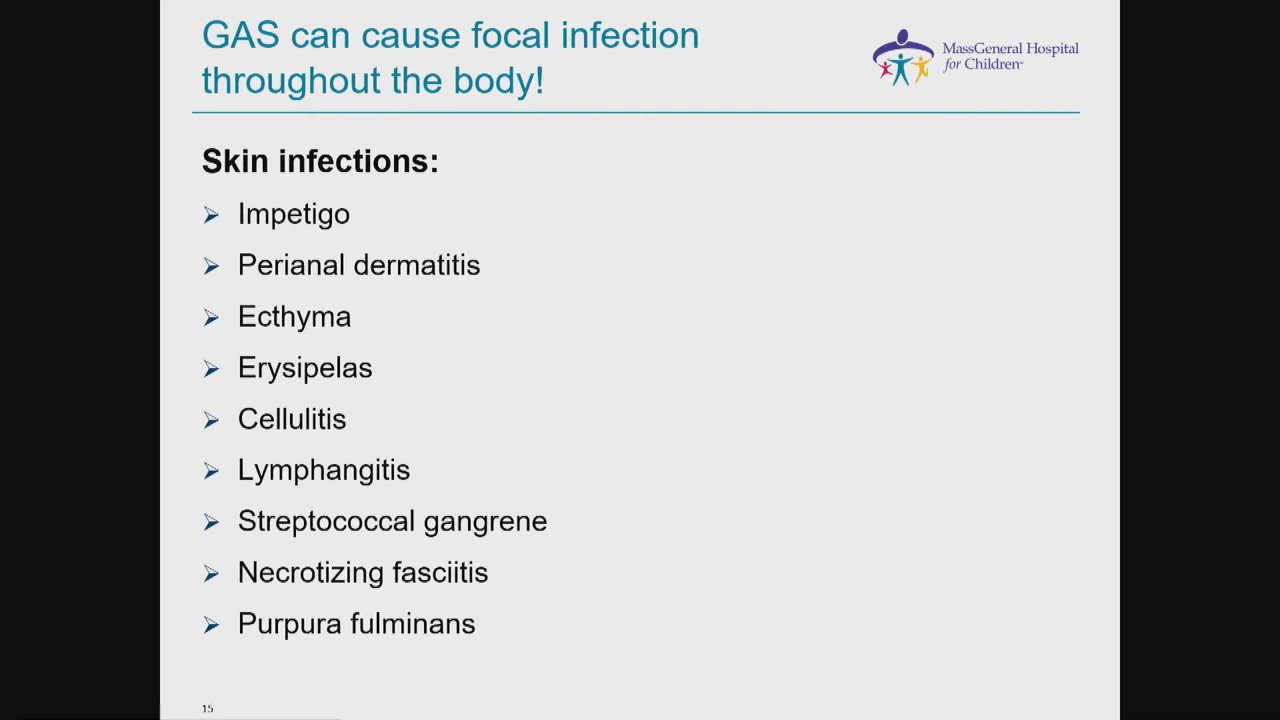 GAS can cause focal infection
throughout the body!
MassGeneral Hospital
for Children™
Skin infections:
Impetigo
Perianal dermatitis
Ecthyma
Erysipelas
Cellulitis
Lymphangitis
Streptococcal gangrene
Necrotizing fasciitis
Purpura fulminans
15